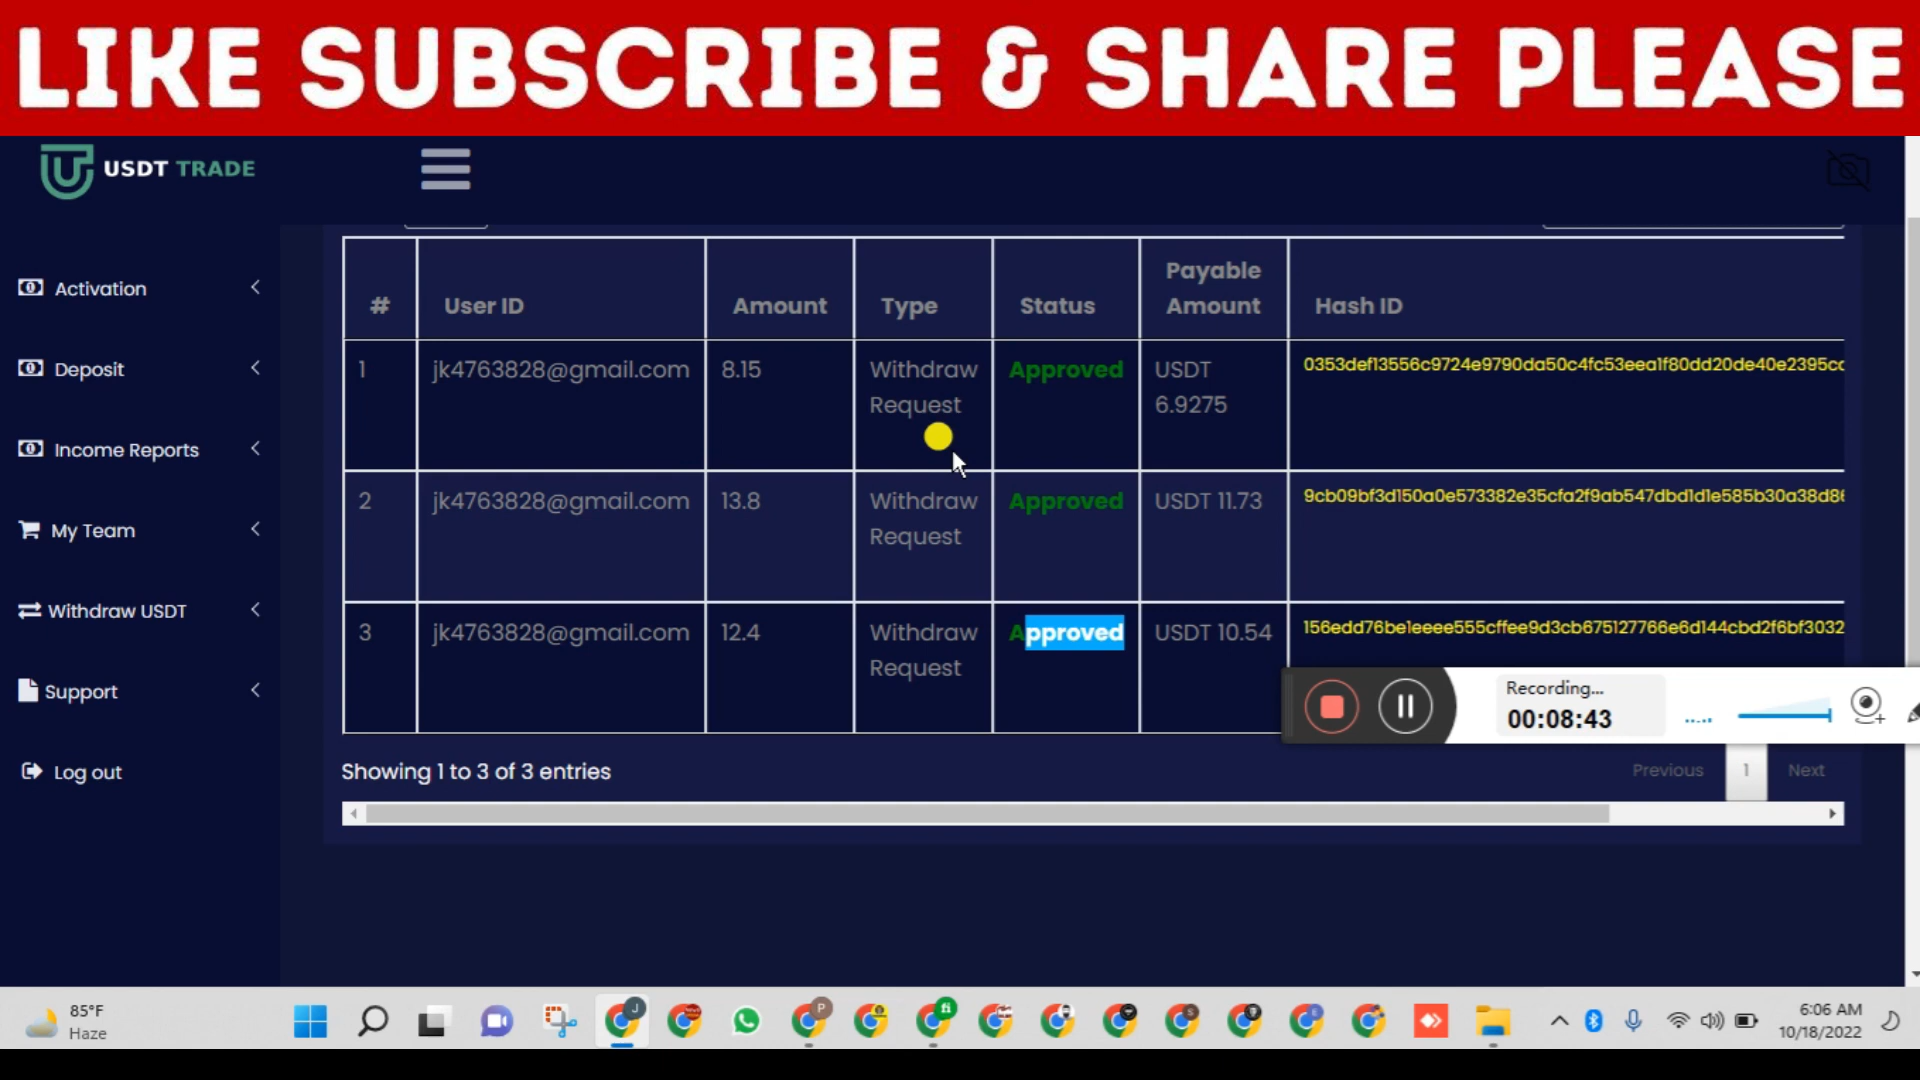 LIKE SUBSCRIBE & SHARE PLEASE
USDT TRADE
Activation
Deposit
Income Reports
My Team
Withdraw USDT
Support
Log out
# User ID Amount Type Status Payable Amount Hash ID
1 jk4763828@gmail.com 8.15 Withdraw Request Approved USDT 6.9275 0353def13556c9724e9790da50c4fc53eea1f80dd20de40e2395cc
2 jk4763828@gmail.com 13.8 Withdraw Request Approved USDT 11.73 9cb09bf3d150a0e573382e35cfa2f9ab547dbd1d1e585b30a38d86
3 jk4763828@gmail.com 12.4 Withdraw Request Approved USDT 10.54 156edd76be1eeee555cffee9d3cb675127766e6d144cbd2f6bf3032
Recording...
00:08:43
Showing 1 to 3 of 3 entries
Previous 1 Next
85°F
Haze
6:06 AM
10/18/2022